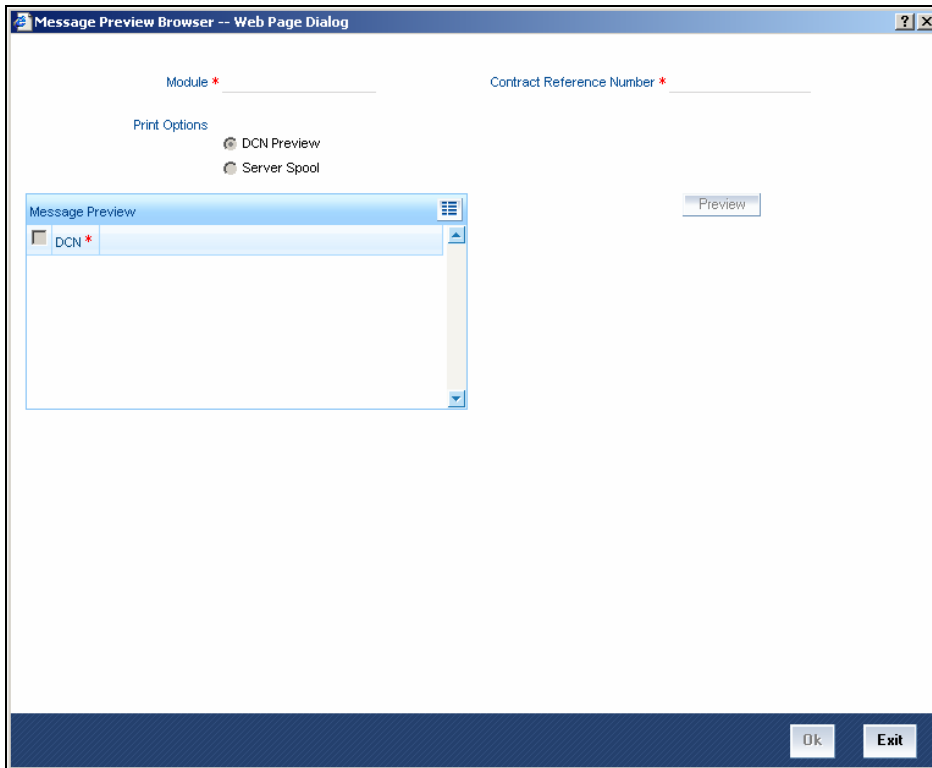 Message Preview Browser -- Web Page Dialog
Module *
Contract Reference Number *
Print Options
DCN Preview
Server Spool
Message Preview
Preview
DCN *
Ok
Exit